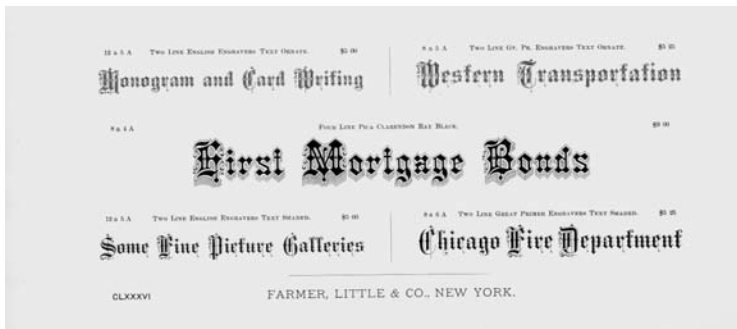 12 a 5 A Two Line English Engravers Text Ornate. $5 00
Monogram and Card Writing
8 a 5 A Two Line Gt. Pr. Engravers Text Ornate. $5 25
Western Transportation
8 a 4 A Four Line Pica Clarendon Ray Black. $9 00
First Mortgage Bonds
12 a 5 A Two Line English Engravers Text Shaded. $5 00
Some Fine Picture Galleries
8 a 6 A Two Line Great Primer Engravers Text Shaded. $5 25
Chicago Fire Department
CLXXXVI
FARMER, LITTLE & CO., NEW YORK.